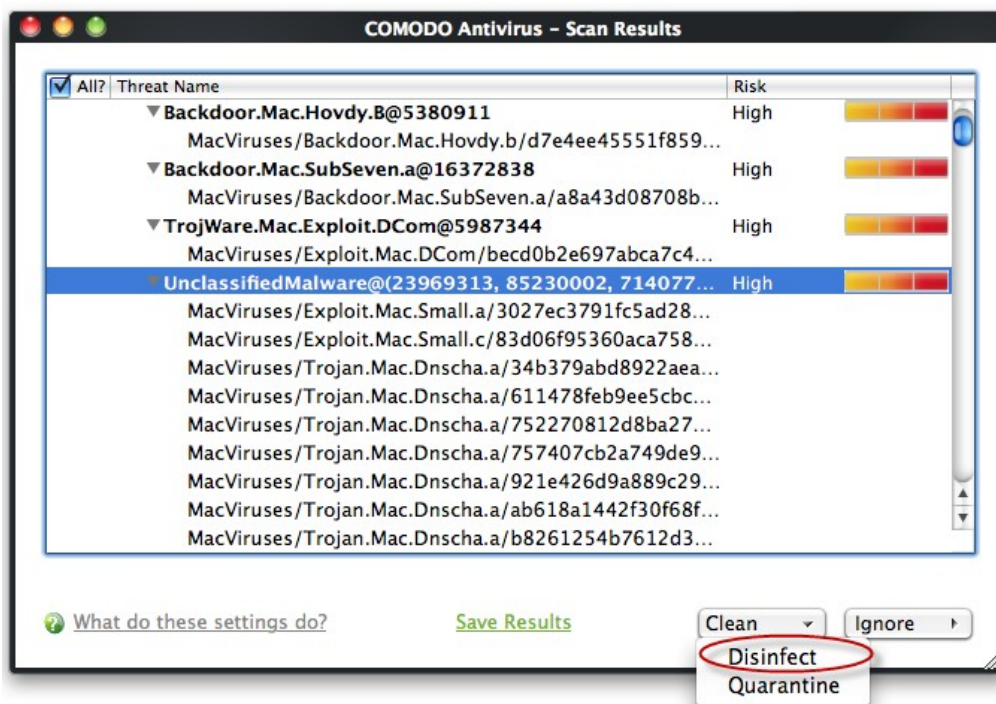 COMODO Antivirus – Scan Results
All? Threat Name Risk
Backdoor.Mac.Hovdy.B@5380911 High
MacViruses/Backdoor.Mac.Hovdy.b/d7e4ee45551f859...
Backdoor.Mac.SubSeven.a@16372838 High
MacViruses/Backdoor.Mac.SubSeven.a/a8a43d08708b...
TrojWare.Mac.Exploit.DCom@5987344 High
MacViruses/Exploit.Mac.DCom/becd0b2e697abca7c4...
UnclassifiedMalware@(23969313, 85230002, 714077... High
MacViruses/Exploit.Mac.Small.a/3027ec3791fc5ad28...
MacViruses/Exploit.Mac.Small.c/83d06f95360aca758...
MacViruses/Trojan.Mac.Dnscha.a/34b379abd8922aea...
MacViruses/Trojan.Mac.Dnscha.a/611478feb9ee5cbc...
MacViruses/Trojan.Mac.Dnscha.a/752270812d8ba27...
MacViruses/Trojan.Mac.Dnscha.a/757407cb2a749de9...
MacViruses/Trojan.Mac.Dnscha.a/921e426d9a889c29...
MacViruses/Trojan.Mac.Dnscha.a/ab618a1442f30f68f...
MacViruses/Trojan.Mac.Dnscha.a/b8261254b7612d3...
What do these settings do? Save Results Clean Ignore
Disinfect
Quarantine